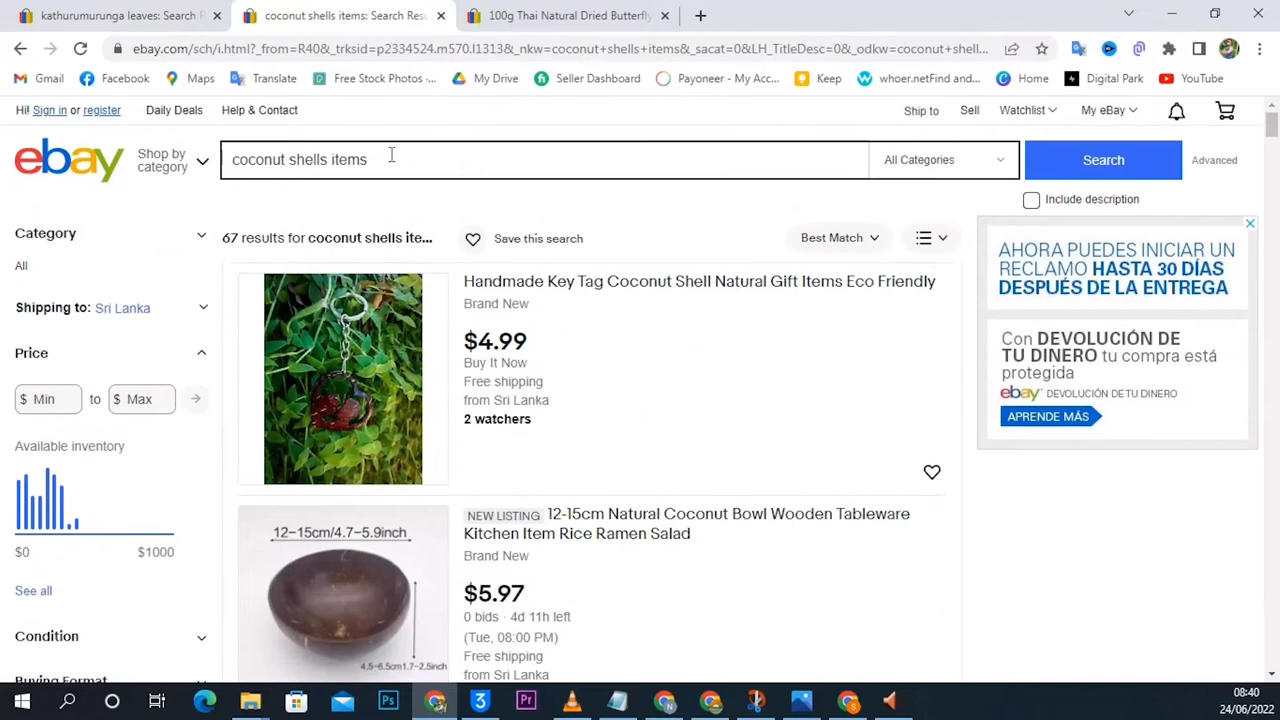 kathurumurunga leaves: Search R
coconut shells items: Search Resu
100g Thai Natural Dried Butterfly
ebay.com/sch/i.html?_from=R40&_trksid=p2334524.m570.l1313&_nkw=coconut+shells+items&_sacat=0&LH_TitleDesc=0&_odkw=coconut+shell...
Gmail
Facebook
Maps
Translate
Free Stock Photos -...
My Drive
Seller Dashboard
Payoneer - My Acc...
Keep
whoer.netFind and...
Home
Digital Park
YouTube
Hi! Sign in or register
Daily Deals
Help & Contact
Ship to
Sell
Watchlist
My eBay
ebay
Shop by
category
coconut shells items
All Categories
Search
Advanced
Include description
Category
All
Shipping to: Sri Lanka
Price
$ Min to $ Max
Available inventory
$0 $1000
See all
Condition
Buying Format
67 results for coconut shells ite...
Save this search
Best Match
Handmade Key Tag Coconut Shell Natural Gift Items Eco Friendly
Brand New
$4.99
Buy It Now
Free shipping
from Sri Lanka
2 watchers
12-15cm/4.7-5.9inch
4.5-6.5cm1.7-2.5inch
NEW LISTING 12-15cm Natural Coconut Bowl Wooden Tableware
Kitchen Item Rice Ramen Salad
Brand New
$5.97
0 bids · 4d 11h left
(Tue, 08:00 PM)
Free shipping
from Sri Lanka
AHORA PUEDES INICIAR UN
RECLAMO HASTA 30 DÍAS
DESPUÉS DE LA ENTREGA
Con DEVOLUCIÓN DE
TU DINERO tu compra está
protegida
ebay DEVOLUCIÓN DE TU DINERO
APRENDE MÁS
Ps
3
Pr
N
S
08:40
24/06/2022